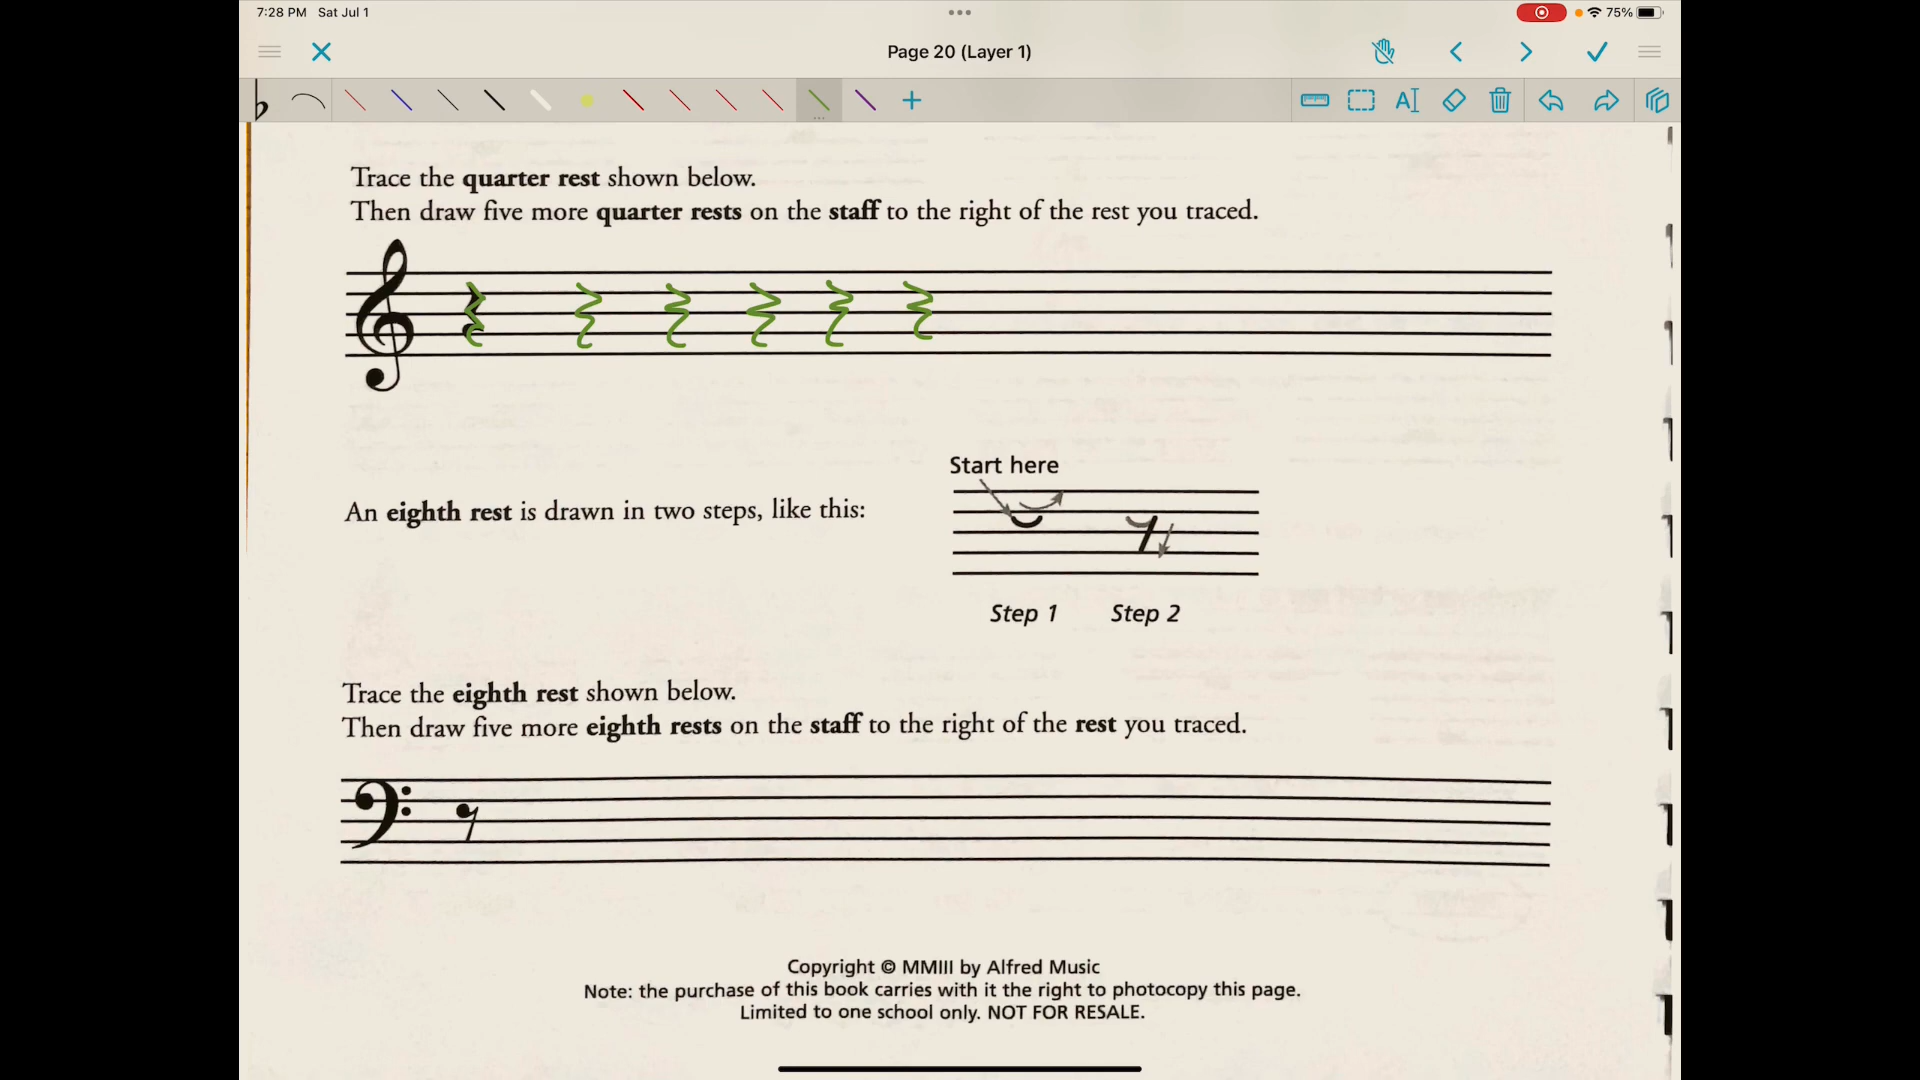 7:28 PM Sat Jul 1
75%
Page 20 (Layer 1)
Trace the quarter rest shown below.
Then draw five more quarter rests on the staff to the right of the rest you traced.
Start here
An eighth rest is drawn in two steps, like this:
Step 1 Step 2
Trace the eighth rest shown below.
Then draw five more eighth rests on the staff to the right of the rest you traced.
Copyright © MMIII by Alfred Music
Note: the purchase of this book carries with it the right to photocopy this page.
Limited to one school only. NOT FOR RESALE.